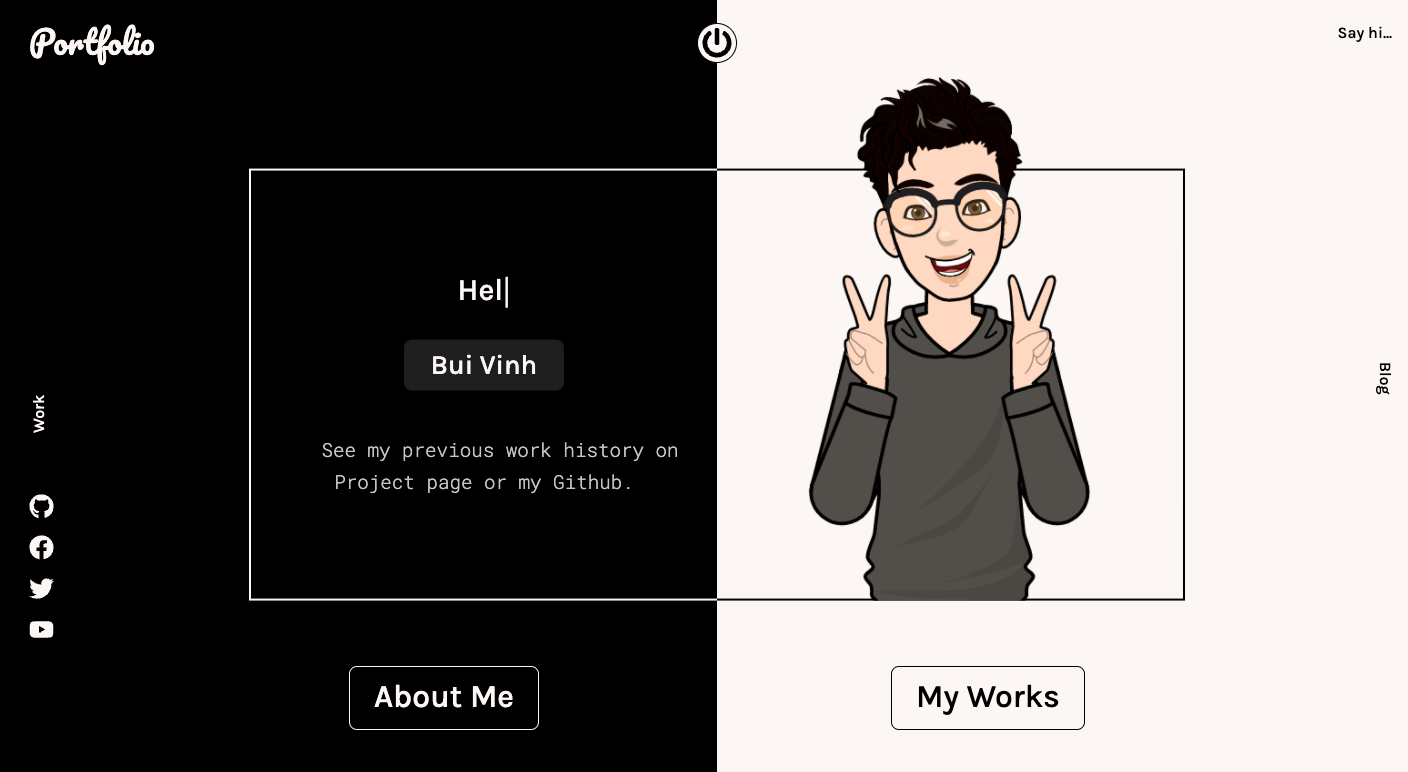 Portfolio
Say hi...
Hel|
Bui Vinh
See my previous work history on
Project page or my Github.
Work
Blog
About Me
My Works